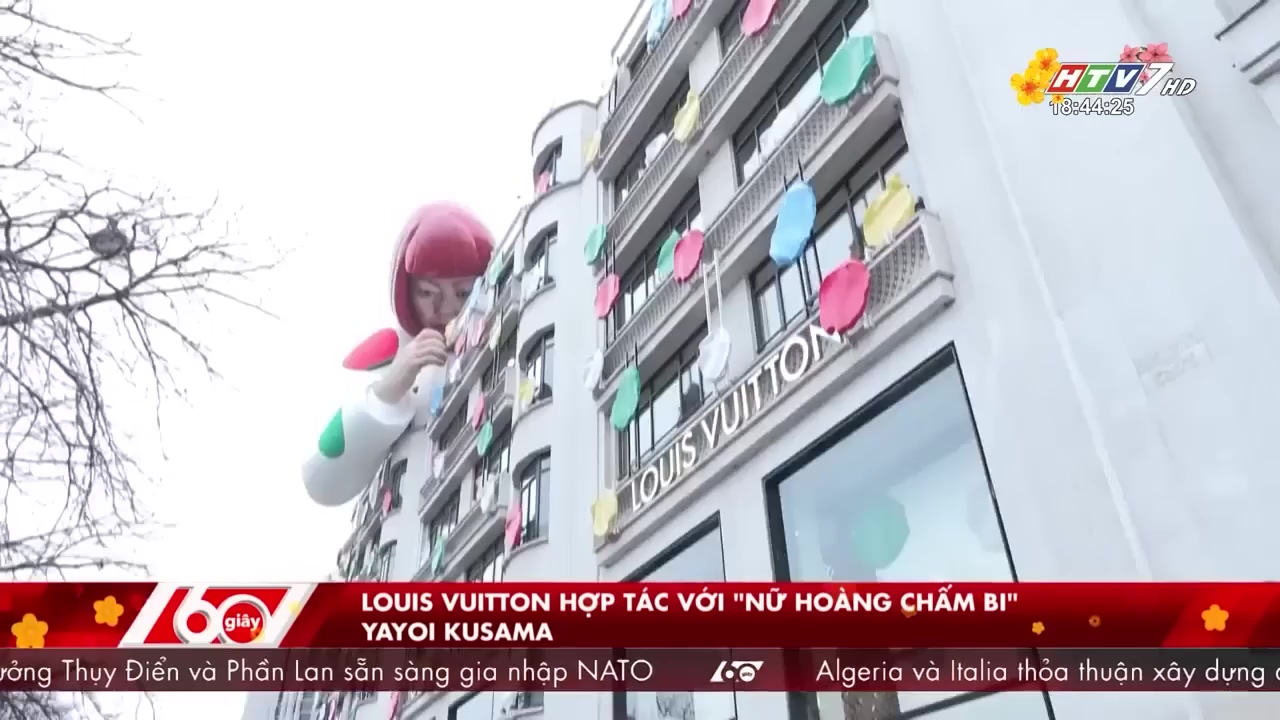 HTV7 HD
18:44:25
LOUIS VUITTON
60 giây
LOUIS VUITTON HỢP TÁC VỚI "NỮ HOÀNG CHẤM BI"
YAYOI KUSAMA
ưởng Thụy Điển và Phần Lan sẵn sàng gia nhập NATO 60 giây Algeria và Italia thỏa thuận xây dựng